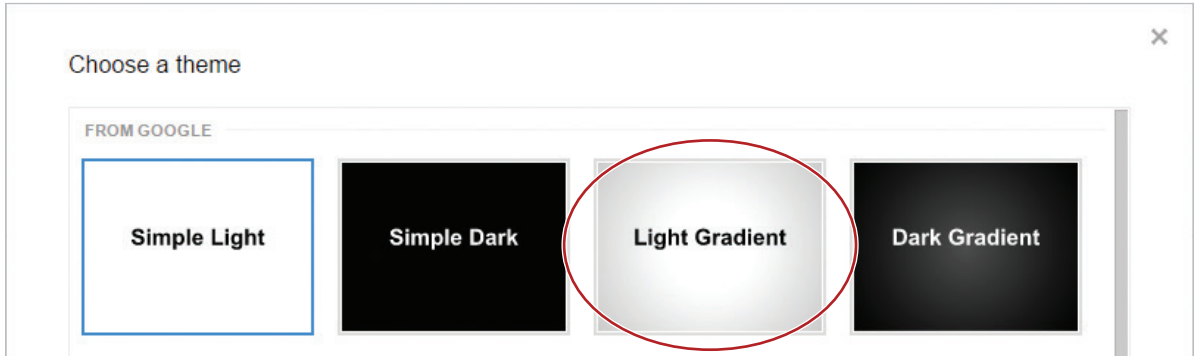 Choose a theme
FROM GOOGLE
Simple Light
Simple Dark
Light Gradient
Dark Gradient